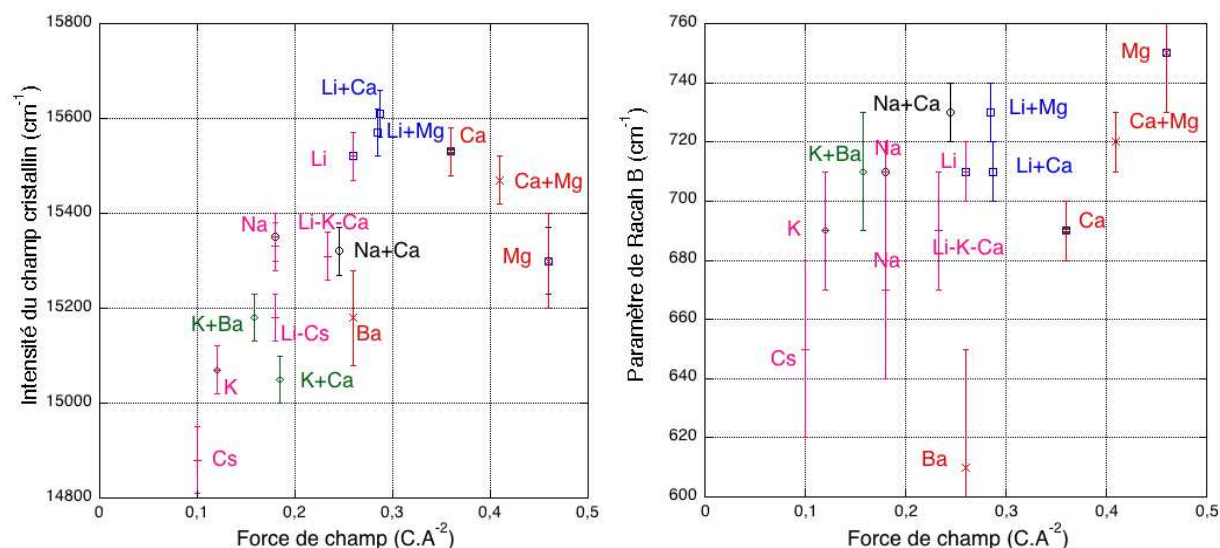 15800
15600
15400
15200
15000
14800
Intensité du champ cristallin (cm⁻¹)
Li+Ca
Li+Mg
Ca
Li
Ca+Mg
Na
Li-K-Ca
Na+Ca
Mg
K+Ba
Li-Cs
Ba
K
K+Ca
Cs
0
0,1
0,2
0,3
0,4
0,5
Force de champ (C.A⁻²)
760
740
720
700
680
660
640
620
600
Paramètre de Racah B (cm⁻¹)
Mg
Na+Ca
Li+Mg
Ca+Mg
K+Ba
Na
Li
Li+Ca
K
Ca
Li-K-Ca
Na
Cs
Ba
0
0,1
0,2
0,3
0,4
0,5
Force de champ (C.A⁻²)